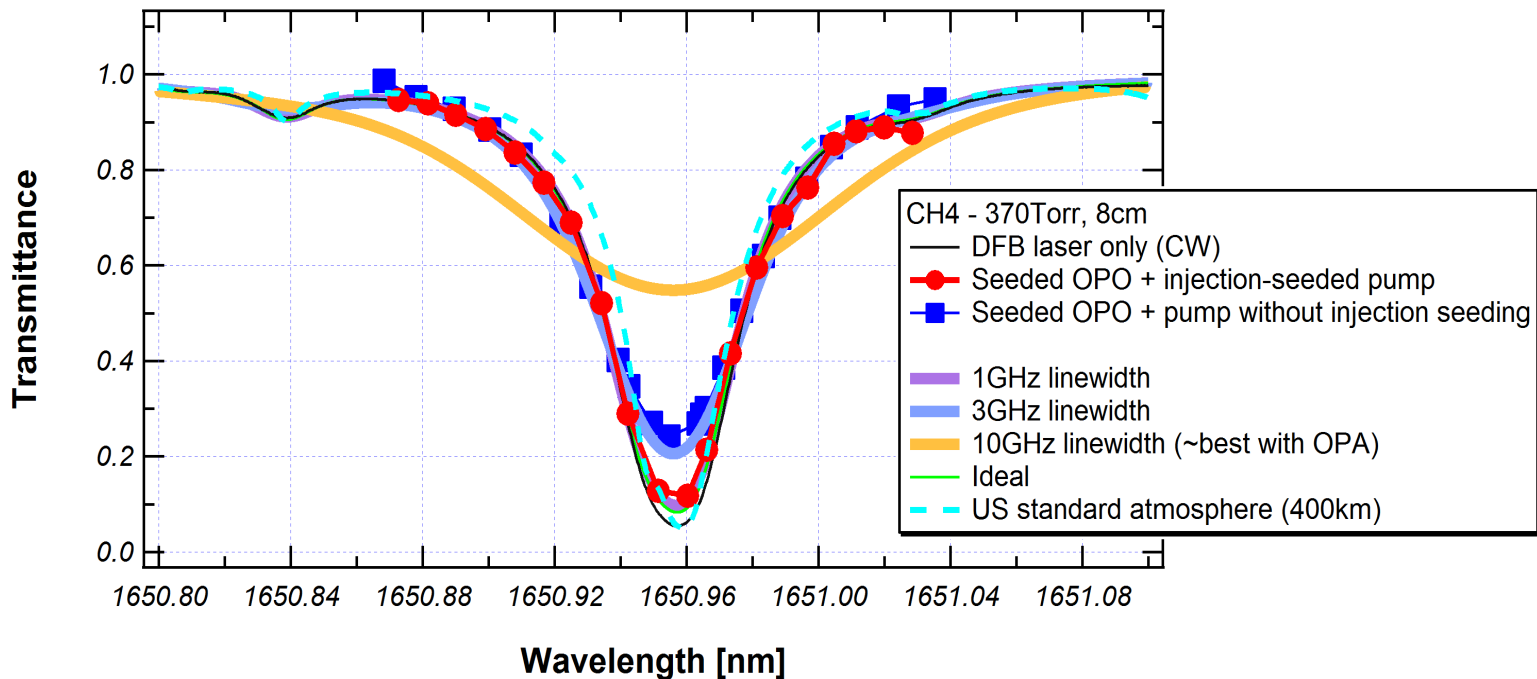 1.0
0.8
0.6
0.4
0.2
0.0
Transmittance
CH4 - 370Torr, 8cm
DFB laser only (CW)
Seeded OPO + injection-seeded pump
Seeded OPO + pump without injection seeding
1GHz linewidth
3GHz linewidth
10GHz linewidth (~best with OPA)
Ideal
US standard atmosphere (400km)
1650.80 1650.84 1650.88 1650.92 1650.96 1651.00 1651.04 1651.08
Wavelength [nm]